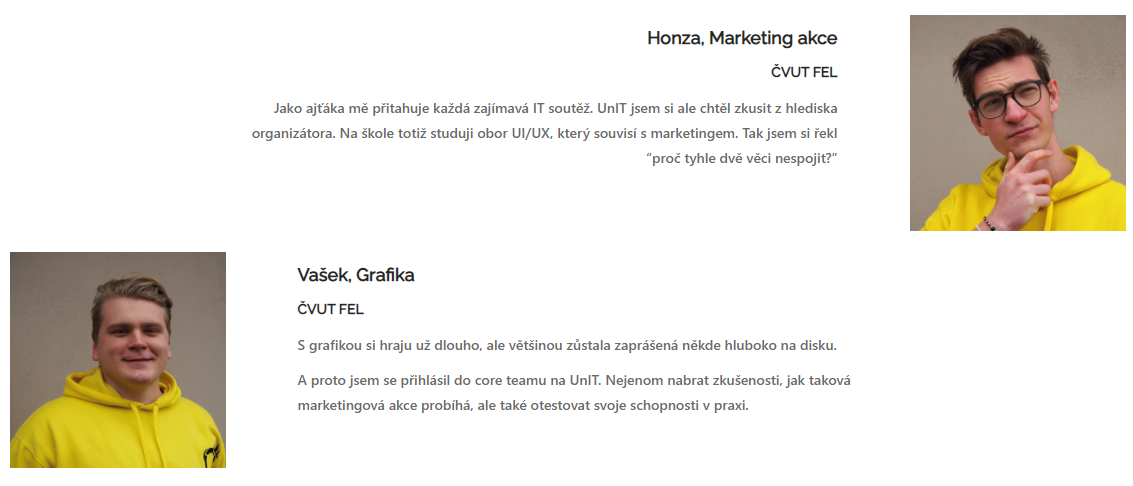 Honza, Marketing akce
ČVUT FEL
Jako ajťáka mě přitahuje každá zajímavá IT soutěž. UnIT jsem si ale chtěl zkusit z hlediska
organizátora. Na škole totiž studuji obor UI/UX, který souvisí s marketingem. Tak jsem si řekl
“proč tyhle dvě věci nespojit?”
Vašek, Grafika
ČVUT FEL
S grafikou si hraju už dlouho, ale většinou zůstala zaprášená někde hluboko na disku.
A proto jsem se přihlásil do core teamu na UnIT. Nejenom nabrat zkušenosti, jak taková
marketingová akce probíhá, ale také otestovat svoje schopnosti v praxi.